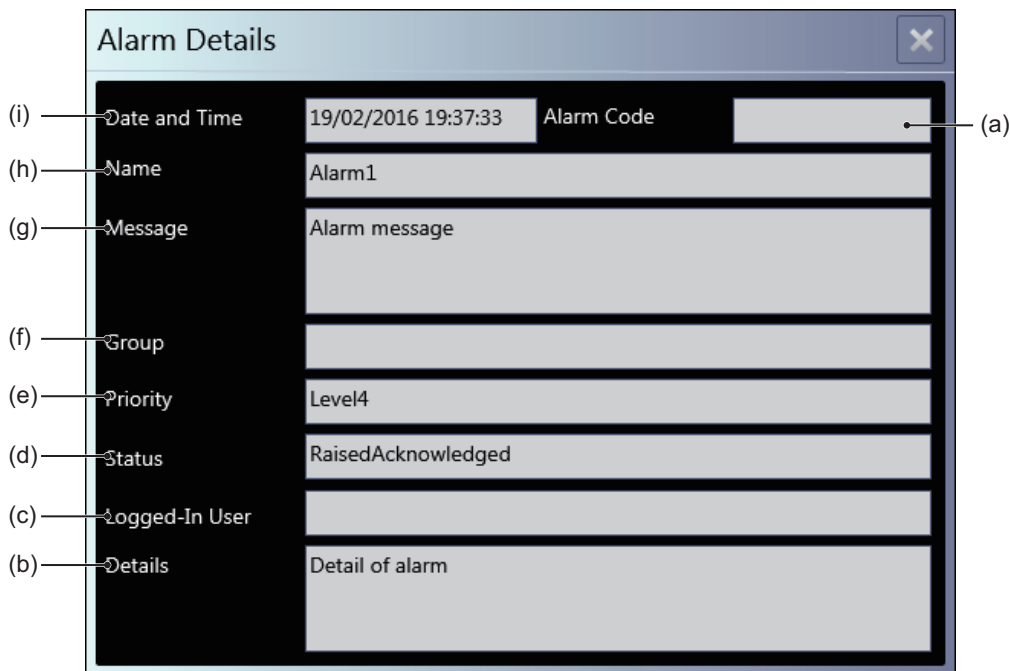 Alarm Details
(i) Date and Time 19/02/2016 19:37:33 Alarm Code (a)
(h) Name Alarm1
(g) Message Alarm message
(f) Group
(e) Priority Level4
(d) Status RaisedAcknowledged
(c) Logged-In User
(b) Details Detail of alarm